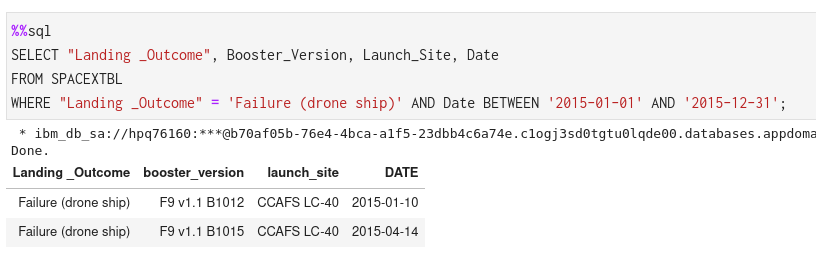 %%sql
SELECT "Landing _Outcome", Booster_Version, Launch_Site, Date
FROM SPACEXTBL
WHERE "Landing _Outcome" = 'Failure (drone ship)' AND Date BETWEEN '2015-01-01' AND '2015-12-31';
* ibm_db_sa://hpq76160:***@b70af05b-76e4-4bca-a1f5-23dbb4c6a74e.c1ogj3sd0tgtu0lqde00.databases.appdoma
Done.
Landing _Outcome booster_version launch_site DATE
Failure (drone ship) F9 v1.1 B1012 CCAFS LC-40 2015-01-10
Failure (drone ship) F9 v1.1 B1015 CCAFS LC-40 2015-04-14